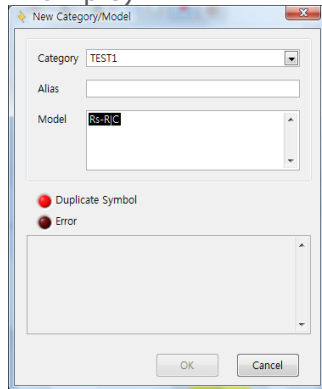 New Category/Model
Category TEST1
Alias
Model Rs-R|C
Duplicate Symbol
Error
OK Cancel